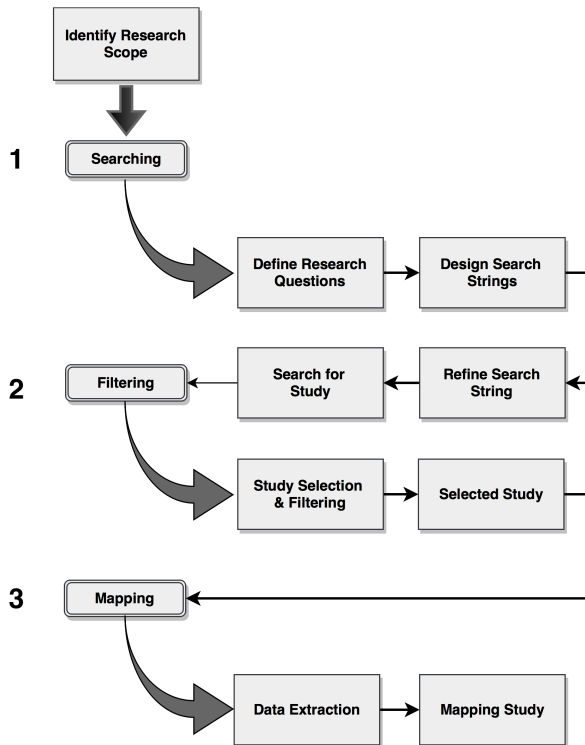 Identify Research
Scope
1
Searching
Define Research
Questions
Design Search
Strings
2
Filtering
Search for
Study
Refine Search
String
Study Selection
& Filtering
Selected Study
3
Mapping
Data Extraction
Mapping Study